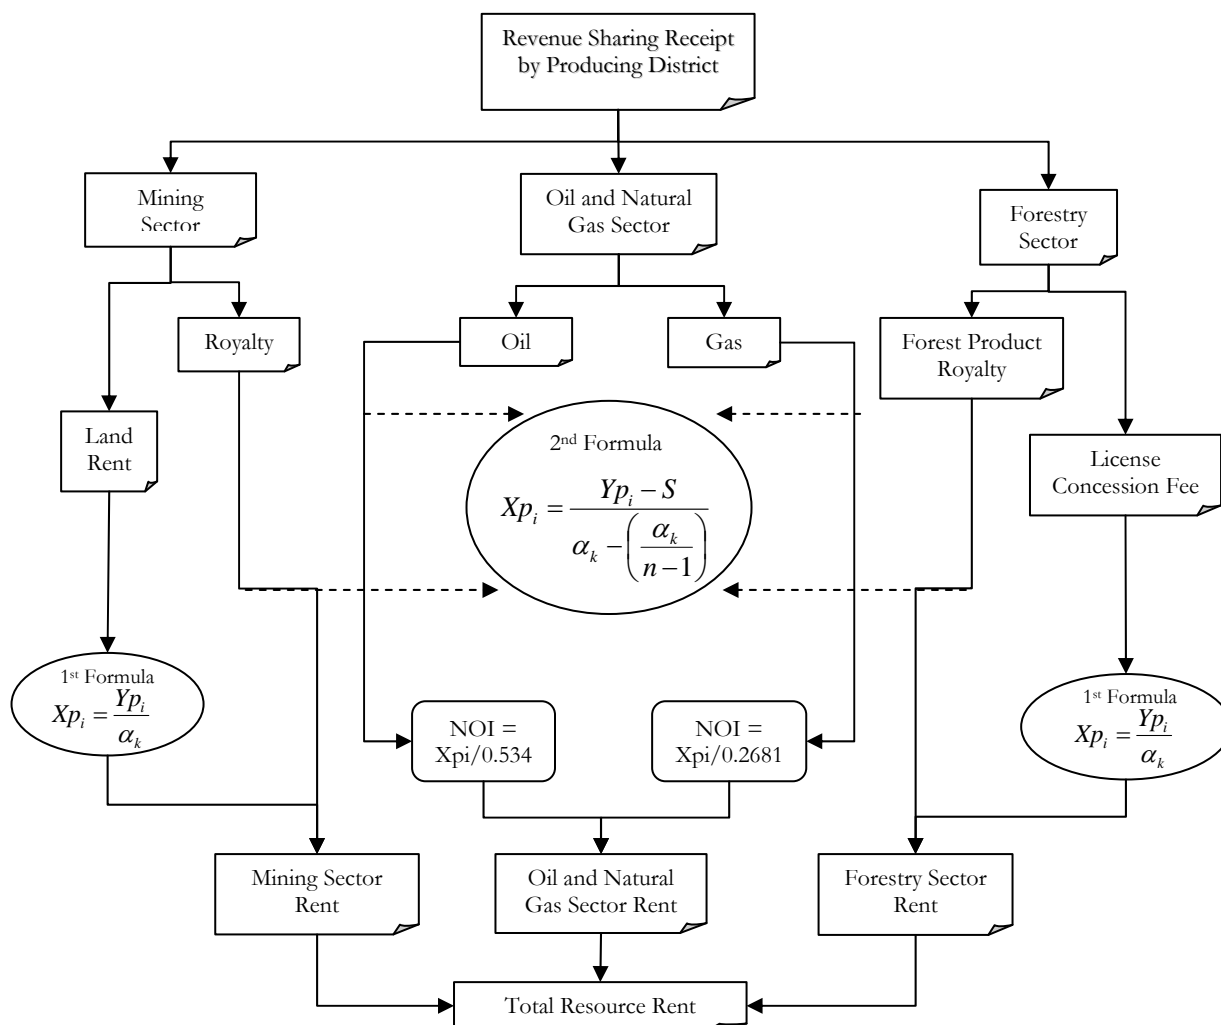 Revenue Sharing Receipt
by Producing District
Mining
Sector
Oil and Natural
Gas Sector
Forestry
Sector
Royalty
Oil
Gas
Forest Product
Royalty
Land
Rent
2nd Formula
Xp_i = (Yp_i − S) / (α_k − (α_k / (n − 1)))
License
Concession Fee
1st Formula
Xp_i = Yp_i / α_k
NOI =
Xpi/0.534
NOI =
Xpi/0.2681
1st Formula
Xp_i = Yp_i / α_k
Mining Sector
Rent
Oil and Natural
Gas Sector Rent
Forestry Sector
Rent
Total Resource Rent